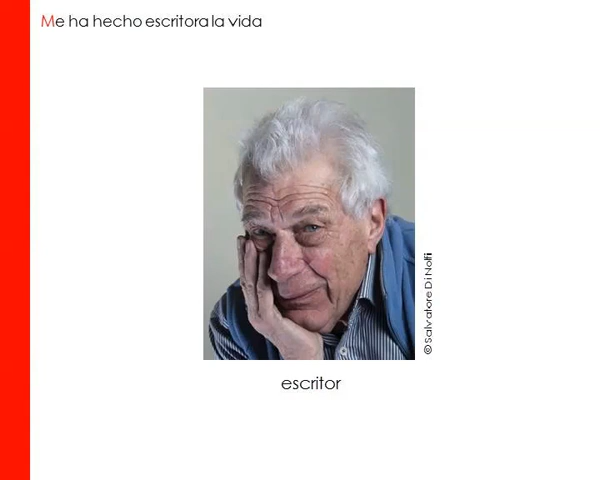 Me ha hecho escritora la vida
©Salvatore Di Nolfi
escritor